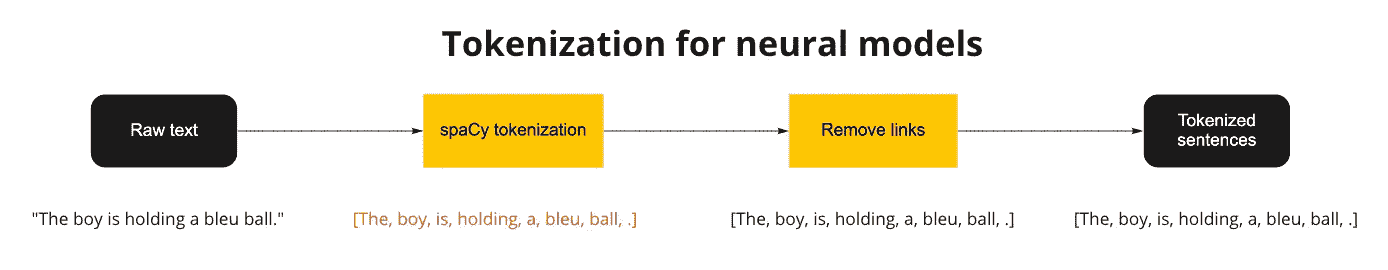 Tokenization for neural models
Raw text
spaCy tokenization
Remove links
Tokenized
sentences
"The boy is holding a bleu ball."
[The, boy, is, holding, a, bleu, ball, .]
[The, boy, is, holding, a, bleu, ball, .]
[The, boy, is, holding, a, bleu, ball, .]